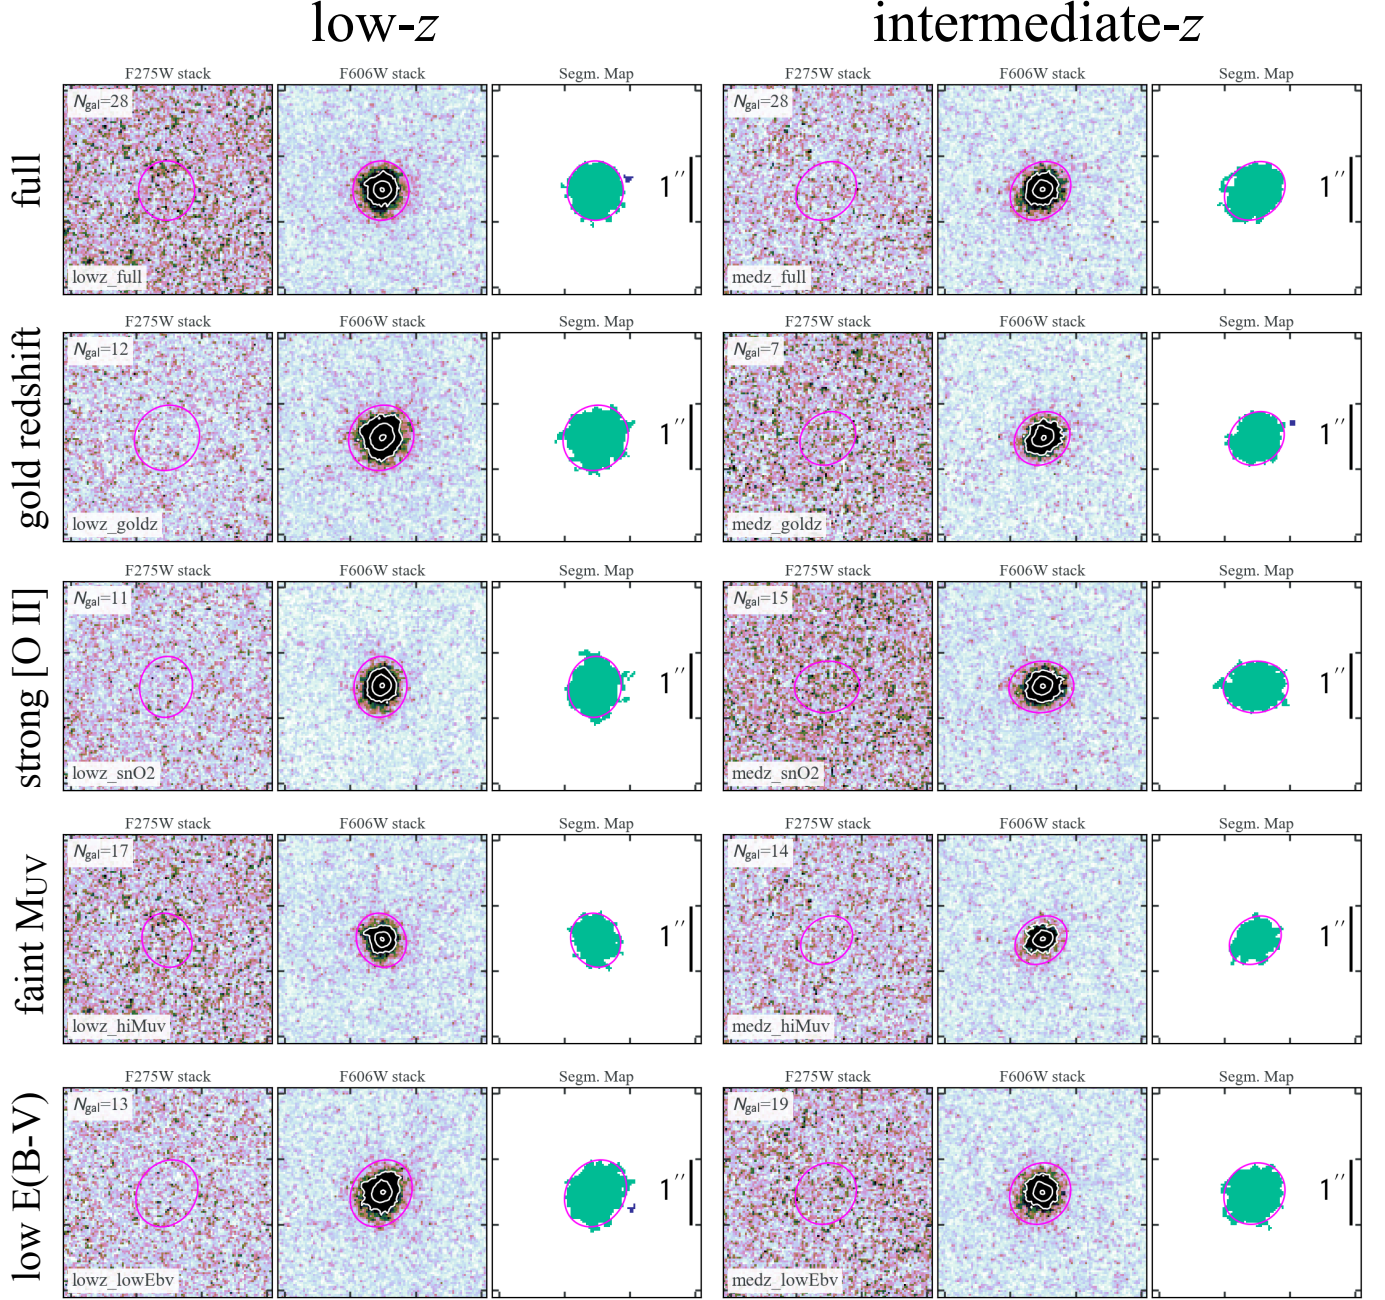 low-z intermediate-z
full
F275W stack F606W stack Segm. Map F275W stack F606W stack Segm. Map
Ngal=28 Ngal=28
1″ 1″
lowz_full medz_full
gold redshift
F275W stack F606W stack Segm. Map F275W stack F606W stack Segm. Map
Ngal=12 Ngal=7
1″ 1″
lowz_goldz medz_goldz
strong [O II]
F275W stack F606W stack Segm. Map F275W stack F606W stack Segm. Map
Ngal=11 Ngal=15
1″ 1″
lowz_snO2 medz_snO2
faint MUV
F275W stack F606W stack Segm. Map F275W stack F606W stack Segm. Map
Ngal=17 Ngal=14
1″ 1″
lowz_hiMuv medz_hiMuv
low E(B-V)
F275W stack F606W stack Segm. Map F275W stack F606W stack Segm. Map
Ngal=13 Ngal=19
1″ 1″
lowz_lowEbv medz_lowEbv